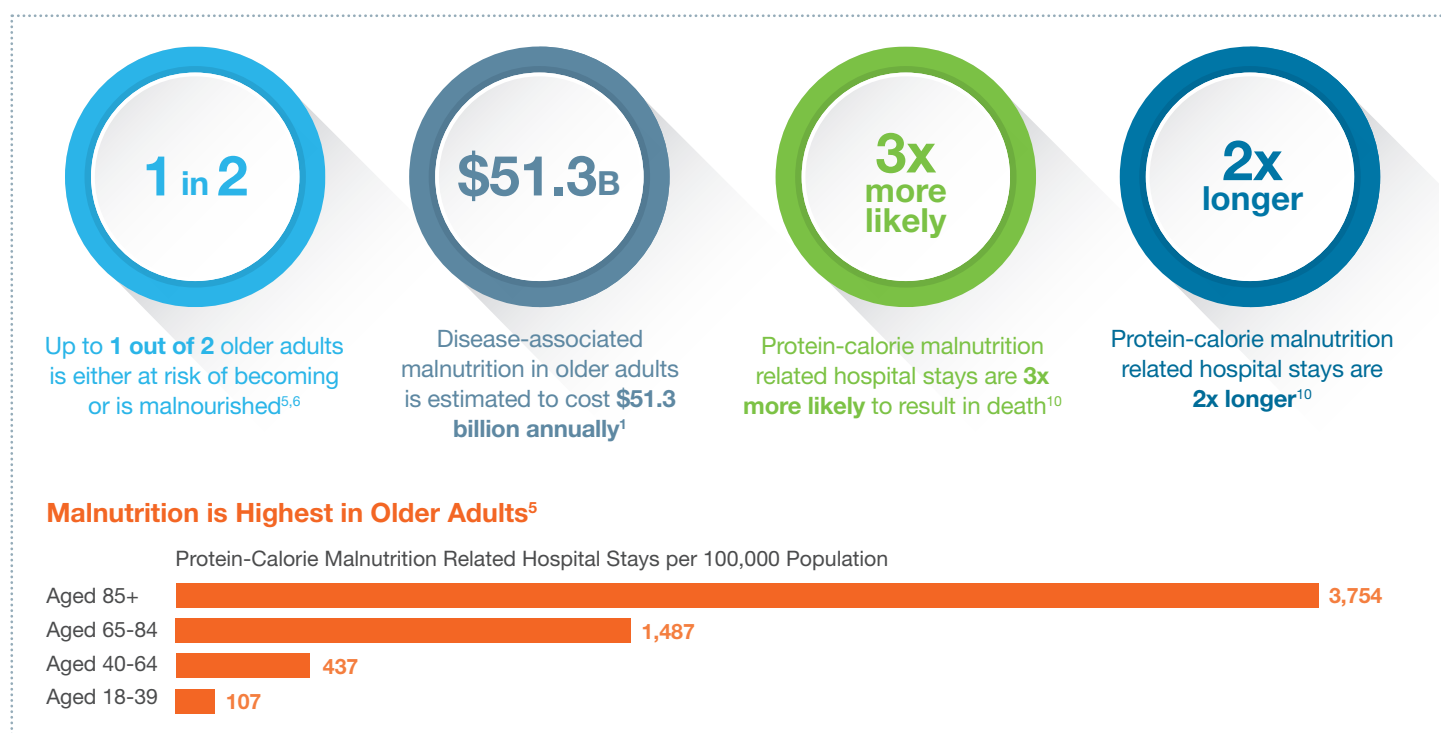 1 in 2
$51.3B
3x
more
likely
2x
longer
Up to 1 out of 2 older adults
is either at risk of becoming
or is malnourished5,6
Disease-associated
malnutrition in older adults
is estimated to cost $51.3
billion annually1
Protein-calorie malnutrition
related hospital stays are 3x
more likely to result in death10
Protein-calorie malnutrition
related hospital stays are
2x longer10
Malnutrition is Highest in Older Adults5
Protein-Calorie Malnutrition Related Hospital Stays per 100,000 Population
Aged 85+ 3,754
Aged 65-84 1,487
Aged 40-64 437
Aged 18-39 107